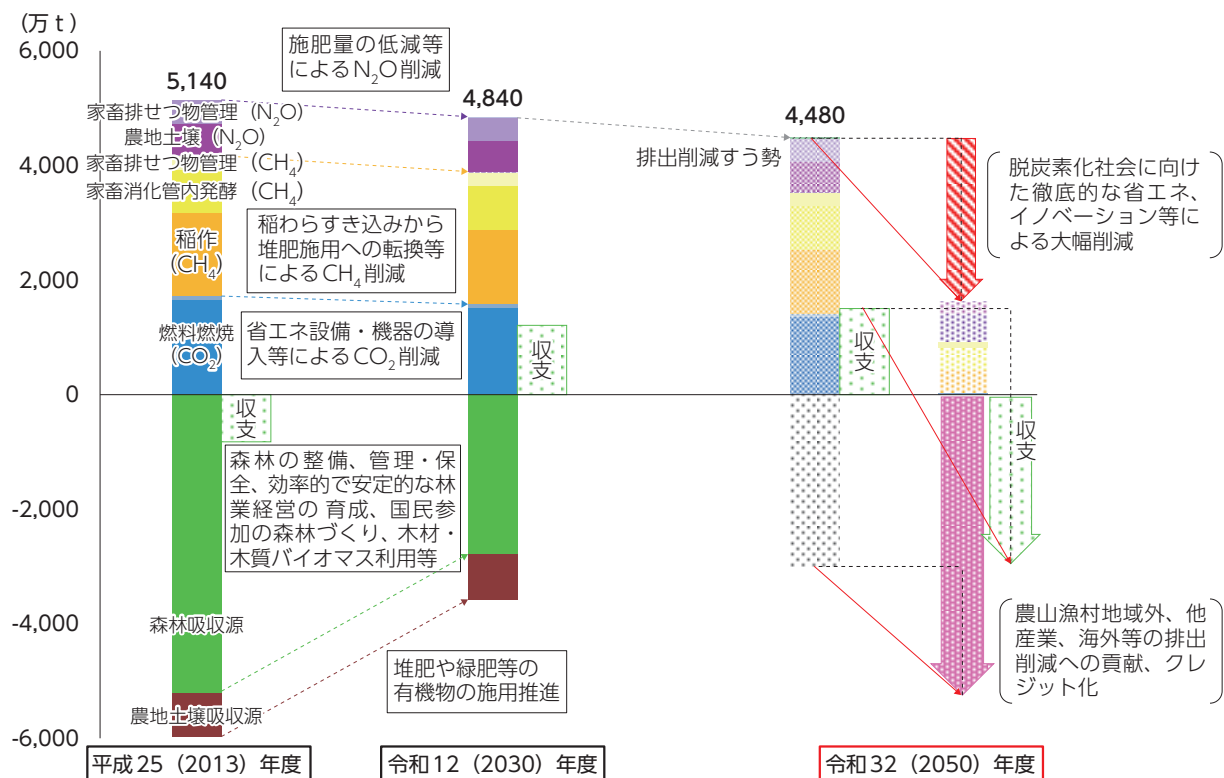 (万t)
6,000
4,000
2,000
0
-2,000
-4,000
-6,000
5,140
家畜排せつ物管理（N₂O）
農地土壌（N₂O）
家畜排せつ物管理（CH₄）
家畜消化管内発酵（CH₄）
稲作
（CH₄）
燃料燃焼
（CO₂）
収支
森林吸収源
農地土壌吸収源
施肥量の低減等
によるN₂O削減
稲わらすき込みから
堆肥施用への転換等
によるCH₄削減
省エネ設備・機器の導
入等によるCO₂削減
森林の整備、管理・保
全、効率的で安定的な林
業経営の 育成、国民参
加の森林づくり、木材・
木質バイオマス利用等
堆肥や緑肥等の
有機物の施用推進
4,840
収支
4,480
排出削減すう勢
収支
収支
脱炭素化社会に向け
た徹底的な省エネ、
イノベーション等に
よる大幅削減
農山漁村地域外、他
産業、海外等の排出
削減への貢献、クレ
ジット化
平成25（2013）年度
令和12（2030）年度
令和32（2050）年度